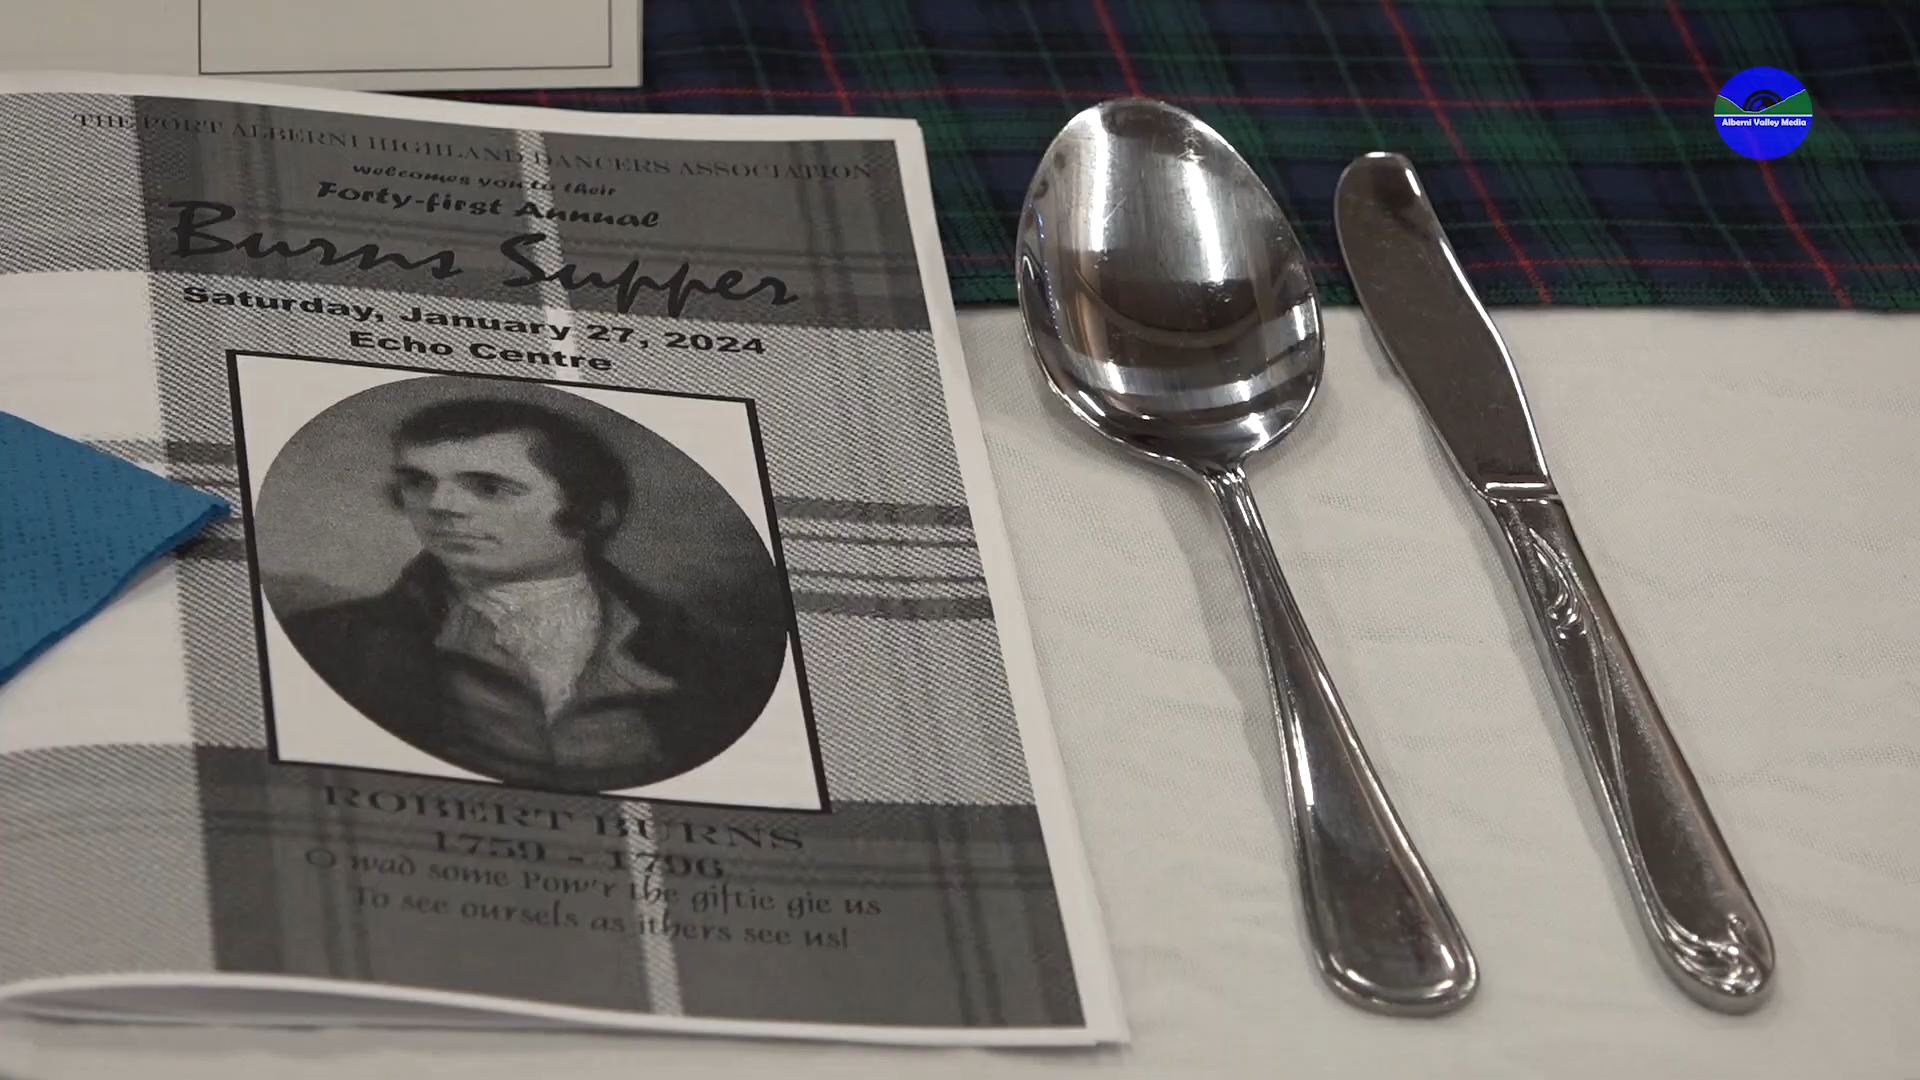 THE PORT ALBERNI HIGHLAND DANCERS ASSOCIATION
welcomes you to their
Forty-first Annual
Burns Supper
Saturday, January 27, 2024
Echo Centre
ROBERT BURNS
1759 - 1796
O wad some Pow'r the giftie gie us
To see oursels as ithers see us!
Alberni Valley Media